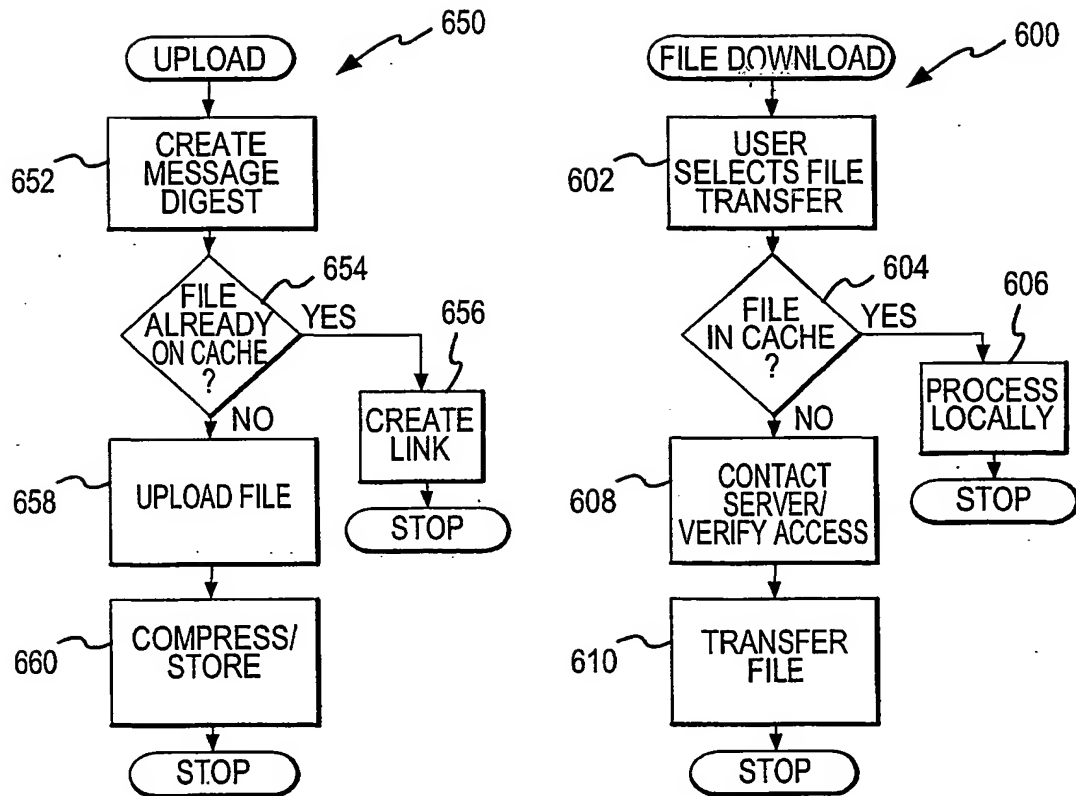 UPLOAD
650
CREATE
MESSAGE
DIGEST
652
FILE
ALREADY
ON CACHE
?
654
YES
656
CREATE
LINK
STOP
NO
UPLOAD FILE
658
COMPRESS/
STORE
660
STOP
FILE DOWNLOAD
600
USER
SELECTS FILE
TRANSFER
602
FILE
IN CACHE
?
604
YES
606
PROCESS
LOCALLY
STOP
NO
CONTACT
SERVER/
VERIFY ACCESS
608
TRANSFER
FILE
610
STOP